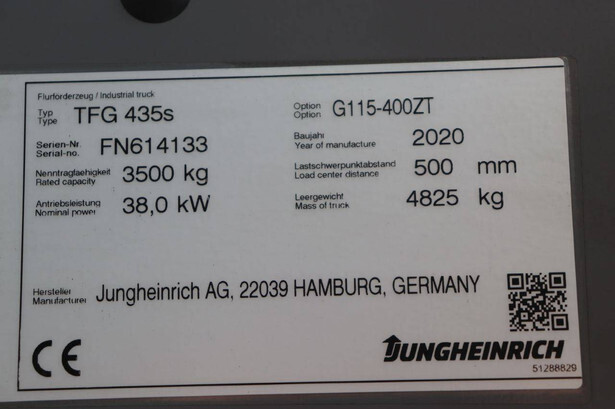 Flurförderzeug / Industrial truck
Typ
Type TFG 435s
Option
Option G115-400ZT
Serien-Nr.
Serial-no. FN614133
Baujahr
Year of manufacture 2020
Nenntragfaehigkeit
Rated capacity 3500 kg
Lastschwerpunktabstand
Load center distance 500 mm
Antriebsleistung
Nominal power 38,0 kW
Leergewicht
Mass of truck 4825 kg
Hersteller
Manufacturer Jungheinrich AG, 22039 HAMBURG, GERMANY
CE
JUNGHEINRICH
51288829